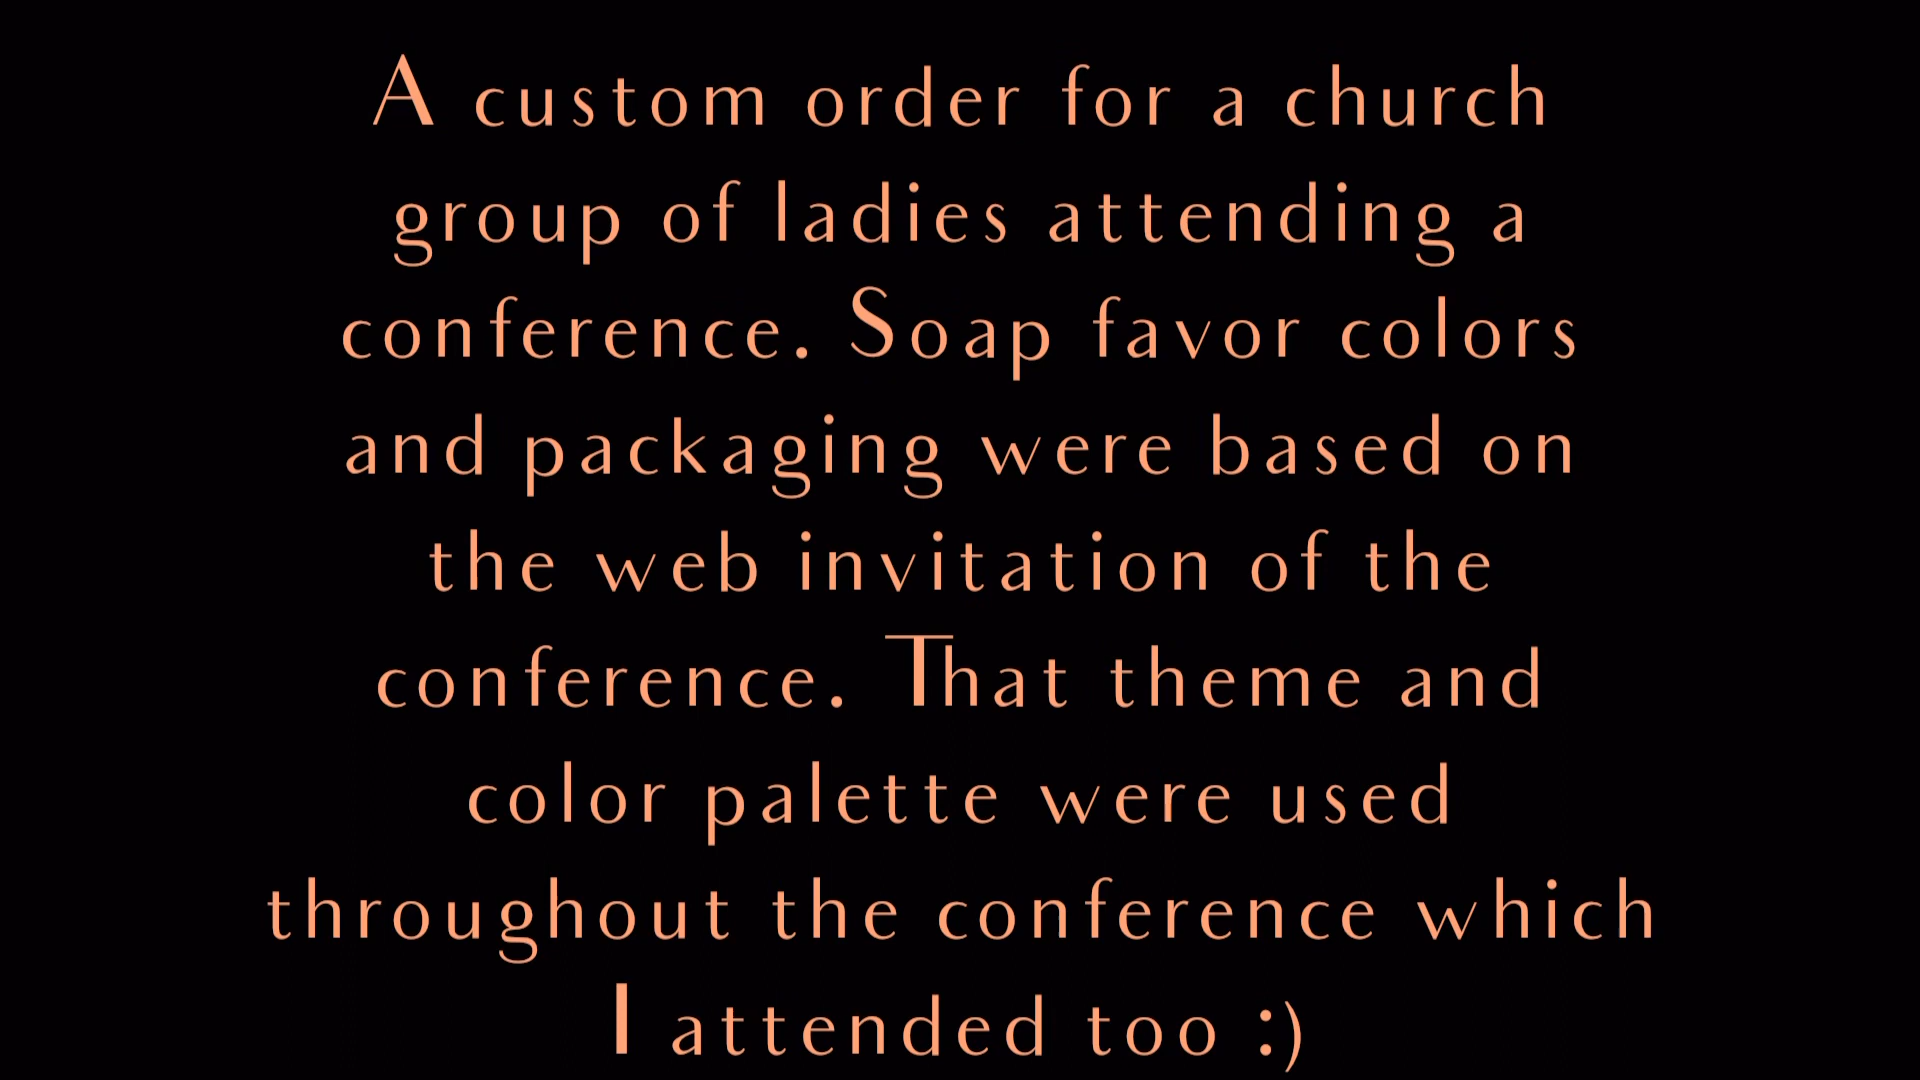 A custom order for a church
group of ladies attending a
conference. Soap favor colors
and packaging were based on
the web invitation of the
conference. That theme and
color palette were used
throughout the conference which
I attended too :)